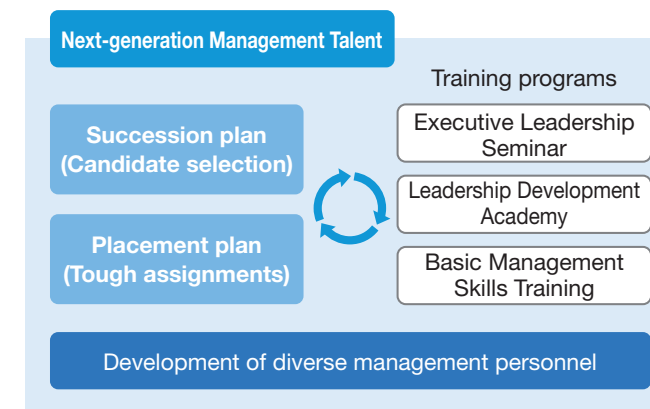 Next-generation Management Talent
Succession plan
(Candidate selection)
Placement plan
(Tough assignments)
Training programs
Executive Leadership
Seminar
Leadership Development
Academy
Basic Management
Skills Training
Development of diverse management personnel